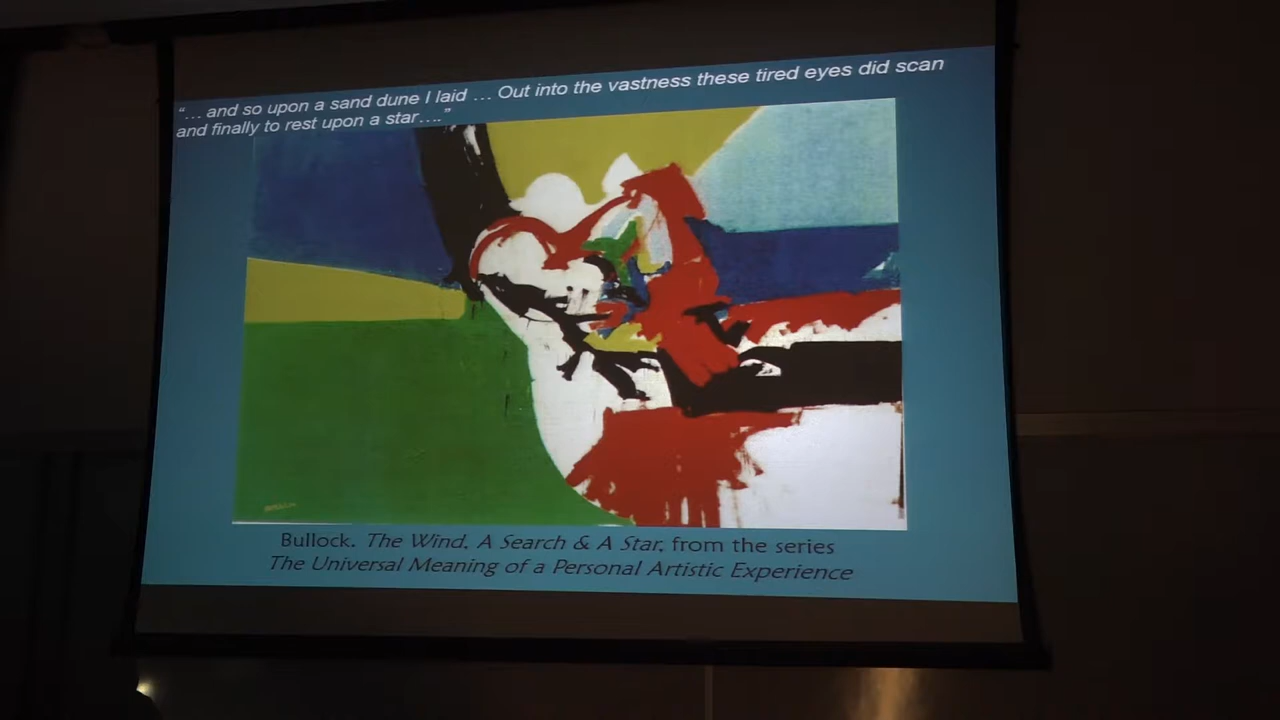 “… and so upon a sand dune I laid … Out into the vastness these tired eyes did scan
and finally to rest upon a star….”
Bullock. The Wind, A Search & A Star, from the series
The Universal Meaning of a Personal Artistic Experience